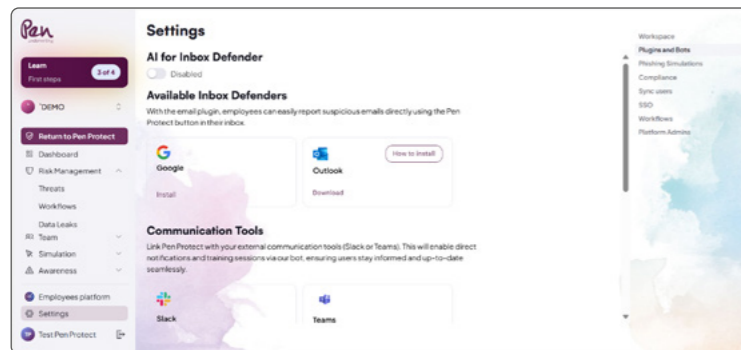 Pen
underwriting
Learn
First steps
3 of 4
DEMO
Return to Pen Protect
Dashboard
Risk Management
Threats
Workflows
Data Leaks
Team
Simulation
Awareness
Employees platform
Settings
Test Pen Protect
Settings
AI for Inbox Defender
Disabled
Available Inbox Defenders
With the email plugin, employees can easily report suspicious emails directly using the Pen
Protect button in their inbox.
Google
Install
How to install
Outlook
Download
Communication Tools
Link Pen Protect with your external communication tools (Slack or Teams). This will enable direct
notifications and training sessions via our bot, ensuring users stay informed and up-to-date
seamlessly.
Slack
Teams
Workspace
Plugins and Bots
Phishing Simulations
Compliance
Sync users
SSO
Workflows
Platform Admins